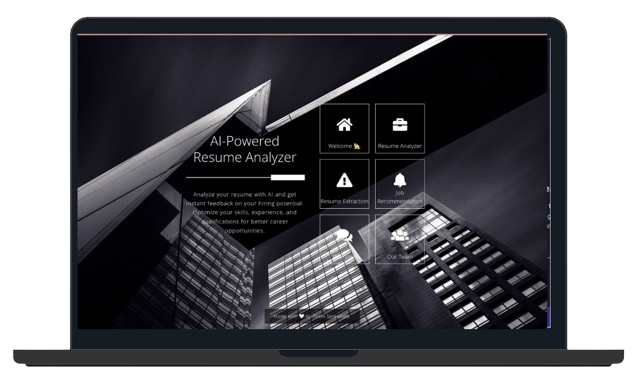 AI-Powered
Resume Analyzer
Analyze your resume with AI and get
instant feedback on your hiring potential.
Optimize your skills, experience, and
qualifications for better career
opportunities.
Welcome 🏡
Resume Analyzer
Resume Extraction
Job
Recommendation
Our Team
Made with